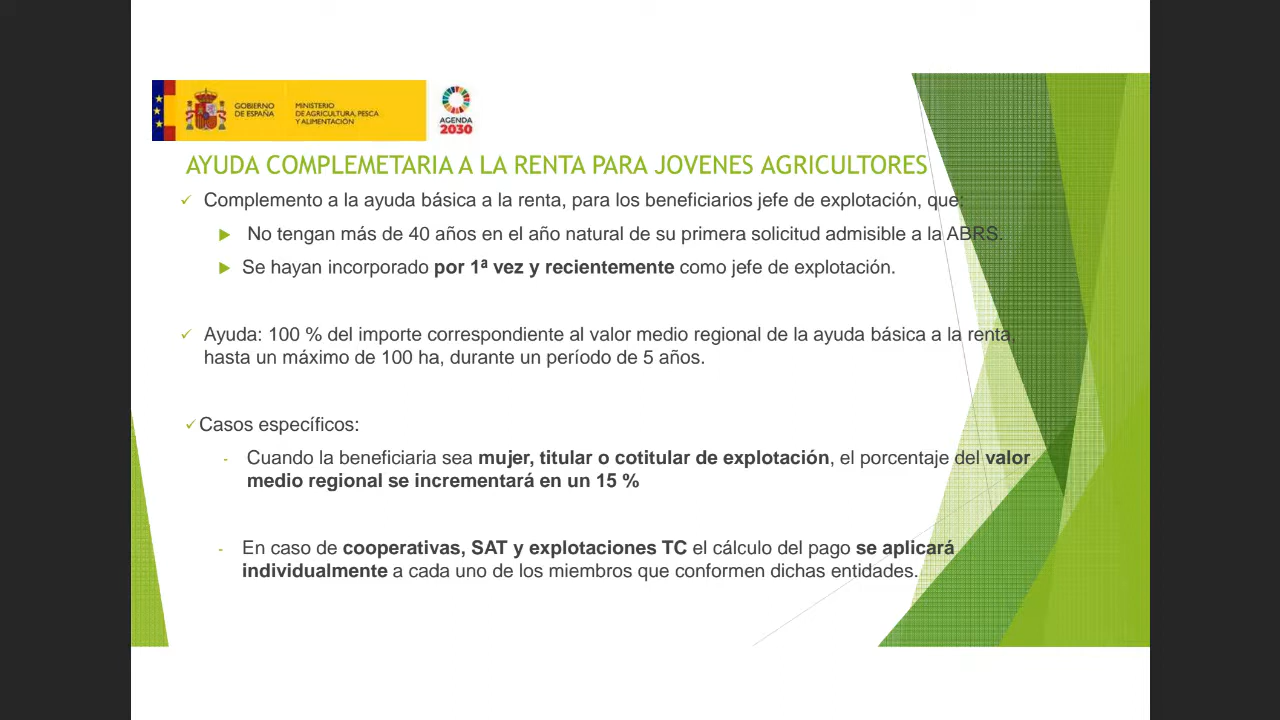 GOBIERNO
DE ESPAÑA
MINISTERIO
DE AGRICULTURA, PESCA
Y ALIMENTACIÓN
AGENDA
2030
AYUDA COMPLEMETARIA A LA RENTA PARA JOVENES AGRICULTORES
Complemento a la ayuda básica a la renta, para los beneficiarios jefe de explotación, que:
No tengan más de 40 años en el año natural de su primera solicitud admisible a la ABRS.
Se hayan incorporado por 1ª vez y recientemente como jefe de explotación.
Ayuda: 100 % del importe correspondiente al valor medio regional de la ayuda básica a la renta,
hasta un máximo de 100 ha, durante un período de 5 años.
Casos específicos:
- Cuando la beneficiaria sea mujer, titular o cotitular de explotación, el porcentaje del valor
medio regional se incrementará en un 15 %
- En caso de cooperativas, SAT y explotaciones TC el cálculo del pago se aplicará
individualmente a cada uno de los miembros que conformen dichas entidades.